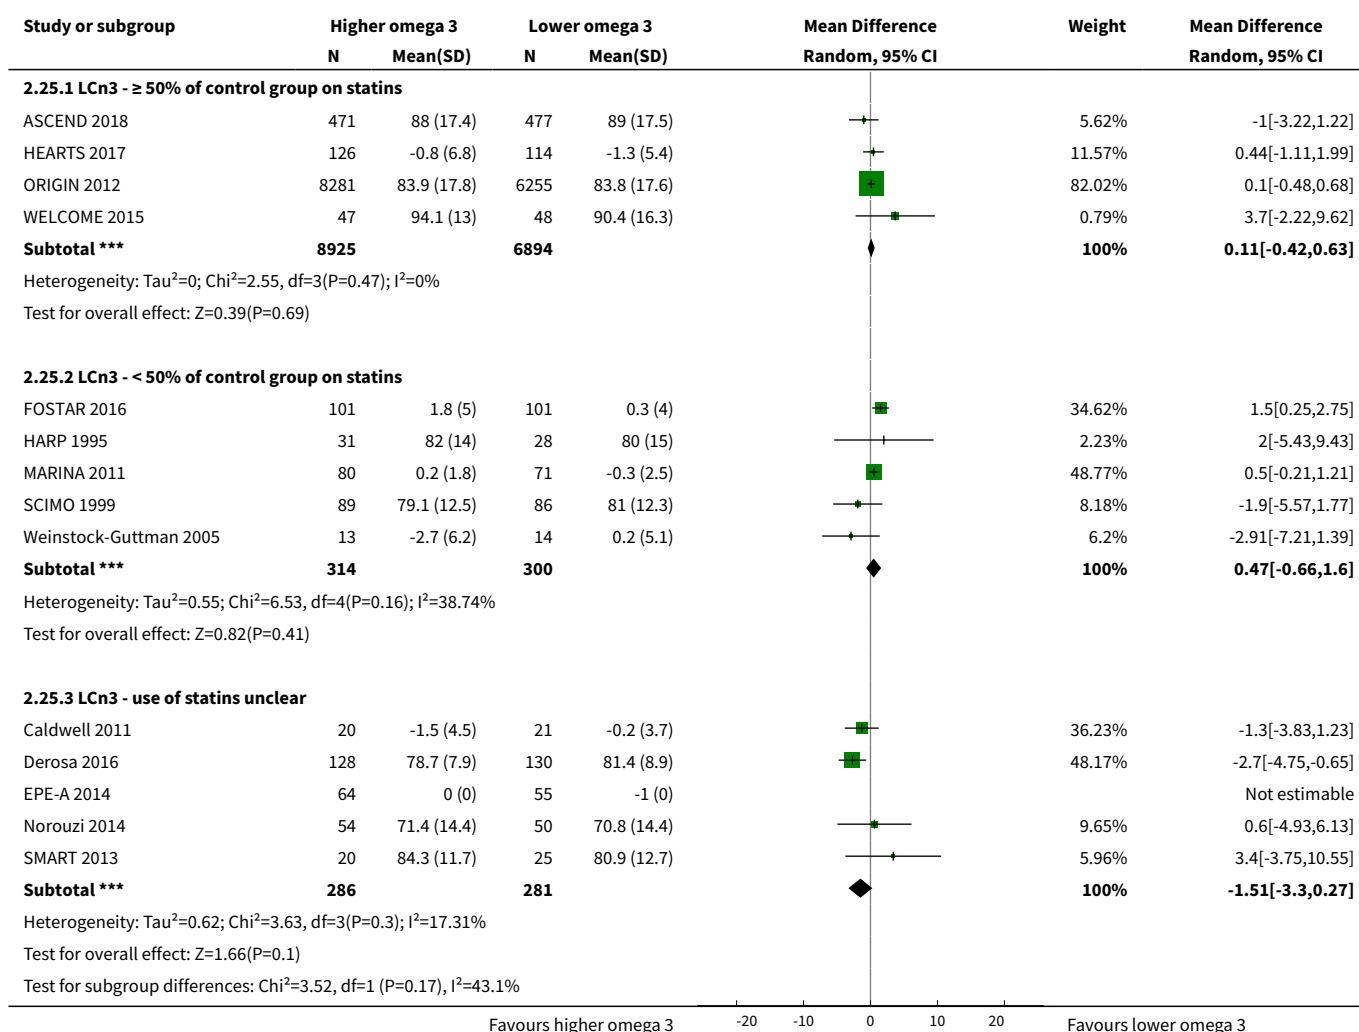 Study or subgroup Higher omega 3 Lower omega 3 Mean Difference Weight Mean Difference
N Mean(SD) N Mean(SD) Random, 95% CI Random, 95% CI
2.25.1 LCn3 - ≥ 50% of control group on statins
ASCEND 2018 471 88 (17.4) 477 89 (17.5) 5.62% -1[-3.22,1.22]
HEARTS 2017 126 -0.8 (6.8) 114 -1.3 (5.4) 11.57% 0.44[-1.11,1.99]
ORIGIN 2012 8281 83.9 (17.8) 6255 83.8 (17.6) 82.02% 0.1[-0.48,0.68]
WELCOME 2015 47 94.1 (13) 48 90.4 (16.3) 0.79% 3.7[-2.22,9.62]
Subtotal *** 8925 6894 100% 0.11[-0.42,0.63]
Heterogeneity: Tau²=0; Chi²=2.55, df=3(P=0.47); I²=0%
Test for overall effect: Z=0.39(P=0.69)
2.25.2 LCn3 - < 50% of control group on statins
FOSTAR 2016 101 1.8 (5) 101 0.3 (4) 34.62% 1.5[0.25,2.75]
HARP 1995 31 82 (14) 28 80 (15) 2.23% 2[-5.43,9.43]
MARINA 2011 80 0.2 (1.8) 71 -0.3 (2.5) 48.77% 0.5[-0.21,1.21]
SCIMO 1999 89 79.1 (12.5) 86 81 (12.3) 8.18% -1.9[-5.57,1.77]
Weinstock-Guttman 2005 13 -2.7 (6.2) 14 0.2 (5.1) 6.2% -2.91[-7.21,1.39]
Subtotal *** 314 300 100% 0.47[-0.66,1.6]
Heterogeneity: Tau²=0.55; Chi²=6.53, df=4(P=0.16); I²=38.74%
Test for overall effect: Z=0.82(P=0.41)
2.25.3 LCn3 - use of statins unclear
Caldwell 2011 20 -1.5 (4.5) 21 -0.2 (3.7) 36.23% -1.3[-3.83,1.23]
Derosa 2016 128 78.7 (7.9) 130 81.4 (8.9) 48.17% -2.7[-4.75,-0.65]
EPE-A 2014 64 0 (0) 55 -1 (0) Not estimable
Norouzi 2014 54 71.4 (14.4) 50 70.8 (14.4) 9.65% 0.6[-4.93,6.13]
SMART 2013 20 84.3 (11.7) 25 80.9 (12.7) 5.96% 3.4[-3.75,10.55]
Subtotal *** 286 281 100% -1.51[-3.3,0.27]
Heterogeneity: Tau²=0.62; Chi²=3.63, df=3(P=0.3); I²=17.31%
Test for overall effect: Z=1.66(P=0.1)
Test for subgroup differences: Chi²=3.52, df=1 (P=0.17), I²=43.1%
Favours higher omega 3 -20 -10 0 10 20 Favours lower omega 3